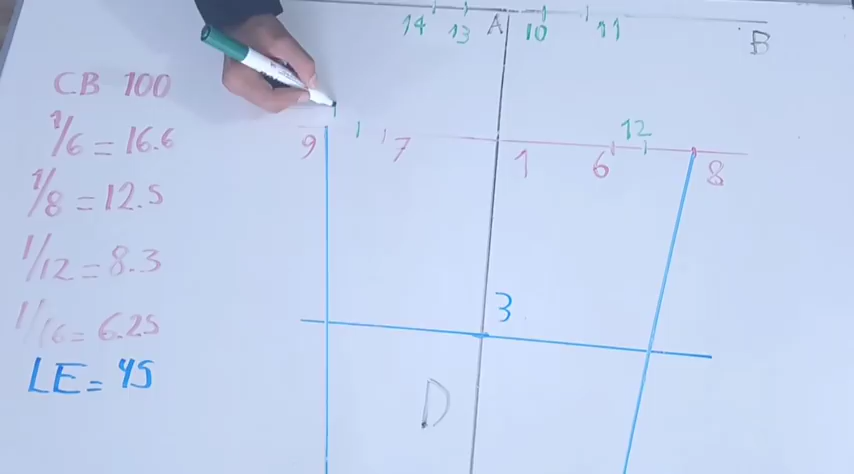 14 13 A 10 11 B
CB 100
1/6 = 16.6
9 7 1 6 12 8
1/8 = 12.5
1/12 = 8.3
3
1/16 = 6.25
LE = 45
D